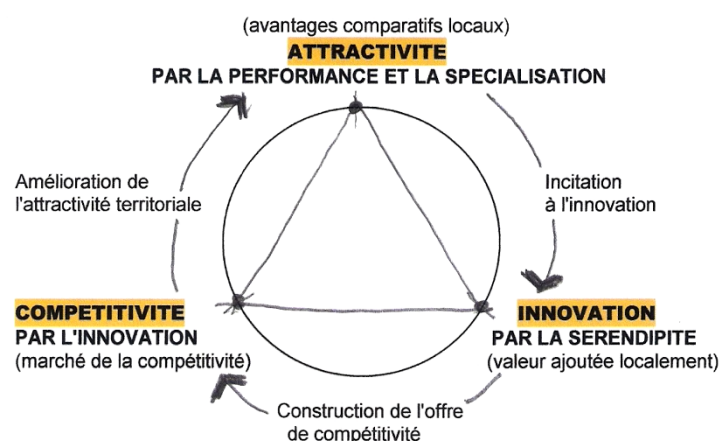 (avantages comparatifs locaux)
ATTRACTIVITE
PAR LA PERFORMANCE ET LA SPECIALISATION
Amélioration de
l'attractivité territoriale
Incitation
à l'innovation
COMPETITIVITE
PAR L'INNOVATION
(marché de la compétitivité)
INNOVATION
PAR LA SERENDIPITE
(valeur ajoutée localement)
Construction de l'offre
de compétitivité